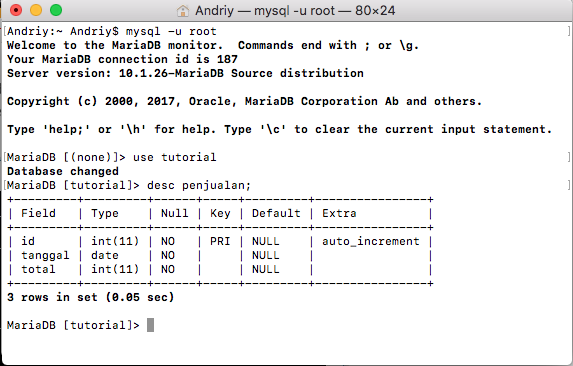 Andriy — mysql -u root — 80×24
[Andriy:~ Andriy$ mysql -u root
Welcome to the MariaDB monitor.  Commands end with ; or \g.
Your MariaDB connection id is 187
Server version: 10.1.26-MariaDB Source distribution
Copyright (c) 2000, 2017, Oracle, MariaDB Corporation Ab and others.
Type 'help;' or '\h' for help. Type '\c' to clear the current input statement.
[MariaDB [(none)]> use tutorial
Database changed
[MariaDB [tutorial]> desc penjualan;
+---------+---------+------+-----+---------+----------------+
| Field   | Type    | Null | Key | Default | Extra          |
+---------+---------+------+-----+---------+----------------+
| id      | int(11) | NO   | PRI | NULL    | auto_increment |
| tanggal | date    | NO   |     | NULL    |                |
| total   | int(11) | NO   |     | NULL    |                |
+---------+---------+------+-----+---------+----------------+
3 rows in set (0.05 sec)
MariaDB [tutorial]>